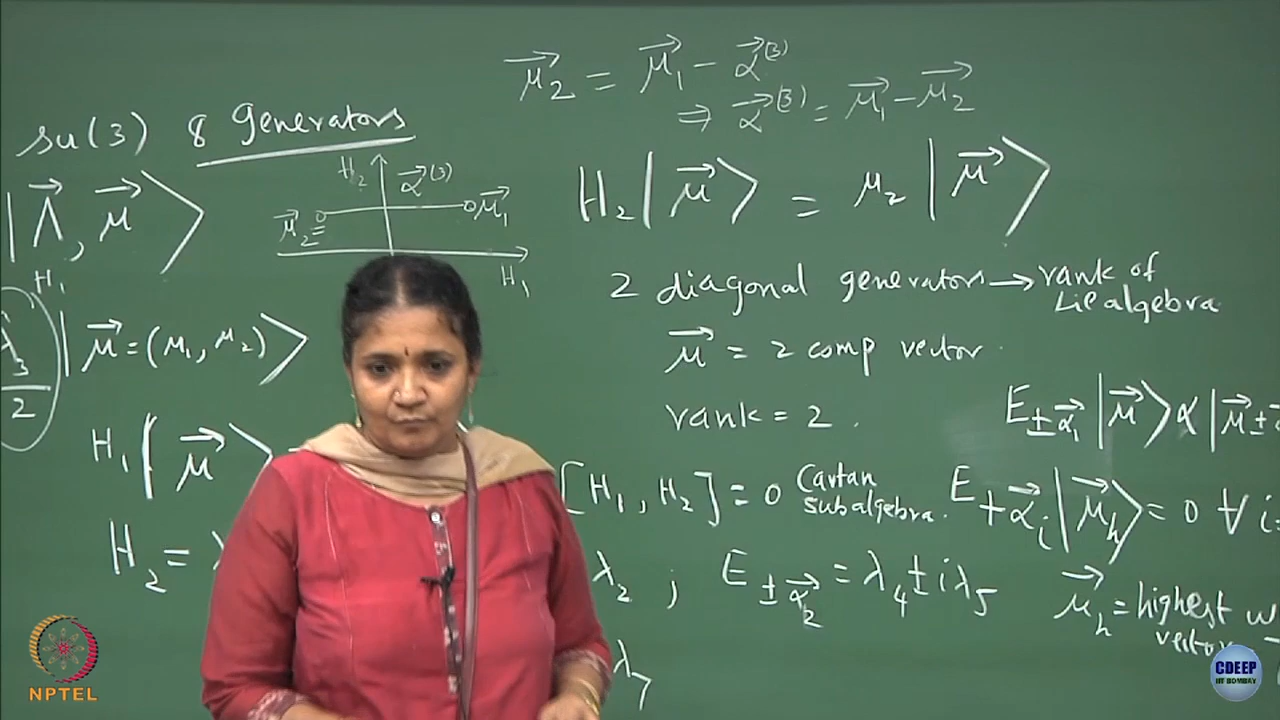 μ⃗₂ = μ⃗₁ − α⃗⁽³⁾
⇒ α⃗⁽³⁾ = μ⃗₁ − μ⃗₂
su(3) 8 Generators
|Λ⃗, μ⃗⟩
H₁
H₂
α⃗⁽³⁾
μ⃗₂=
μ⃗₁
H₁
λ₃/2
|μ⃗ = (μ₁, μ₂)⟩
H₁|μ⃗⟩
H₂ =
H₂|μ⃗⟩ = μ₂|μ⃗⟩
2 diagonal generators → rank of
Lie algebra
μ⃗ = 2 comp vector.
rank = 2.
E±α⃗₁|μ⃗⟩ α |μ⃗ ±
[H₁, H₂] = 0 Cartan
subalgebra.
E+α⃗ᵢ|μ⃗ₕ⟩ = 0 ∀ i
λ₂ ; E±α⃗₂ = λ₄ ± iλ₅
μ⃗ₕ = highest
vector
λ₇
NPTEL
CDEEP
IIT BOMBAY